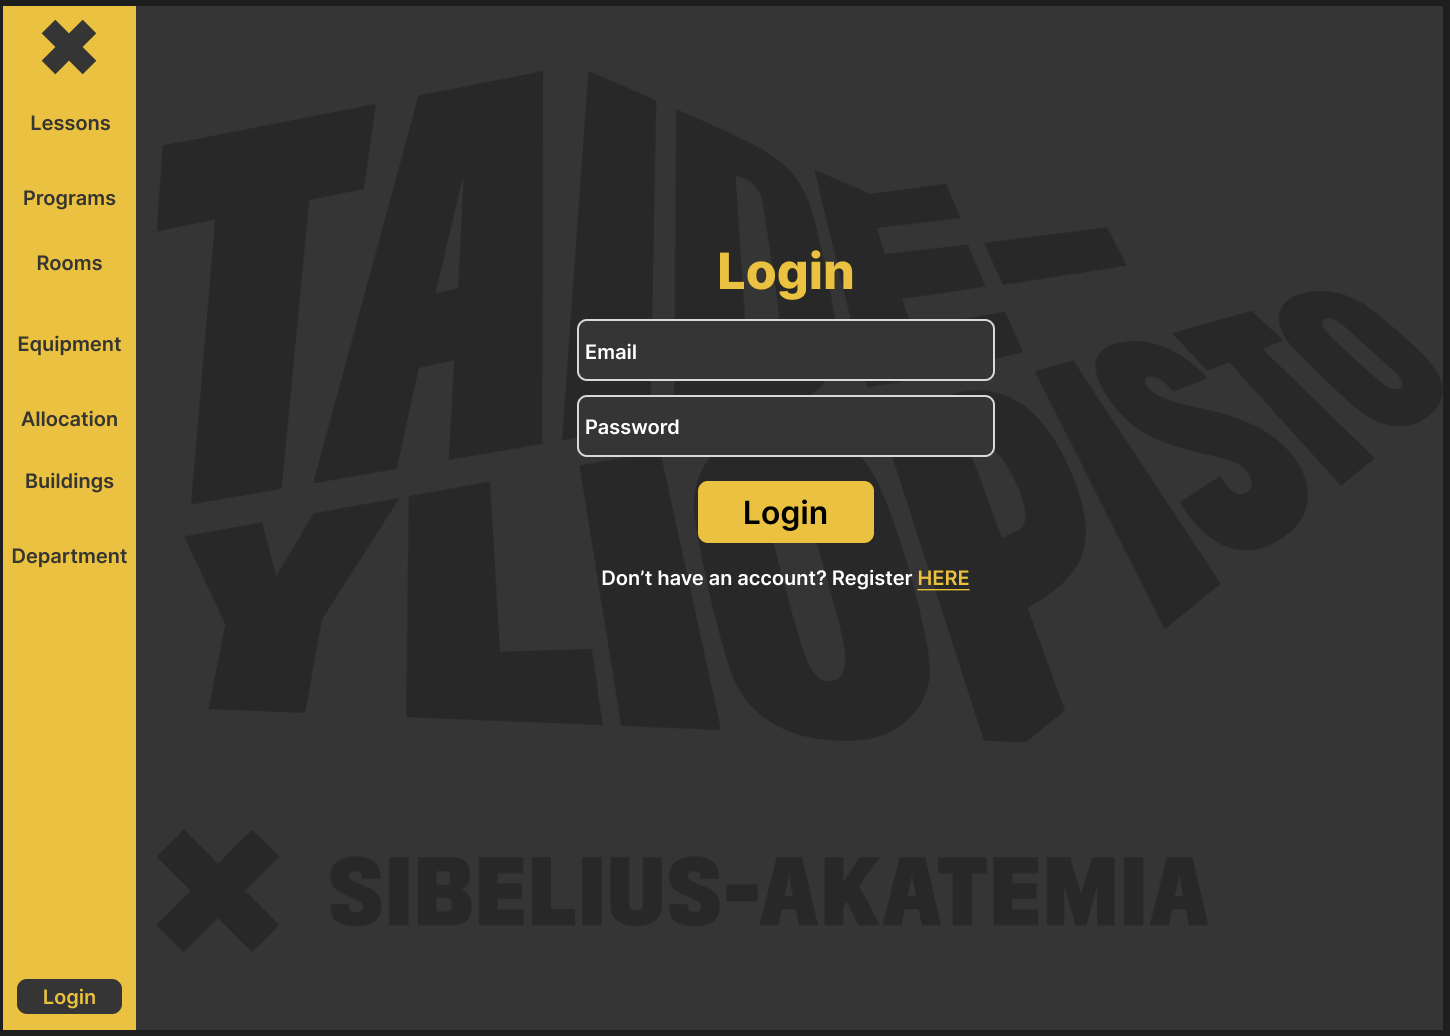 Lessons
Programs
Rooms
Equipment
Allocation
Buildings
Department
Login
TAIDE-
YLIOPISTO
Login
Email
Password
Login
Don’t have an account? Register HERE
SIBELIUS-AKATEMIA